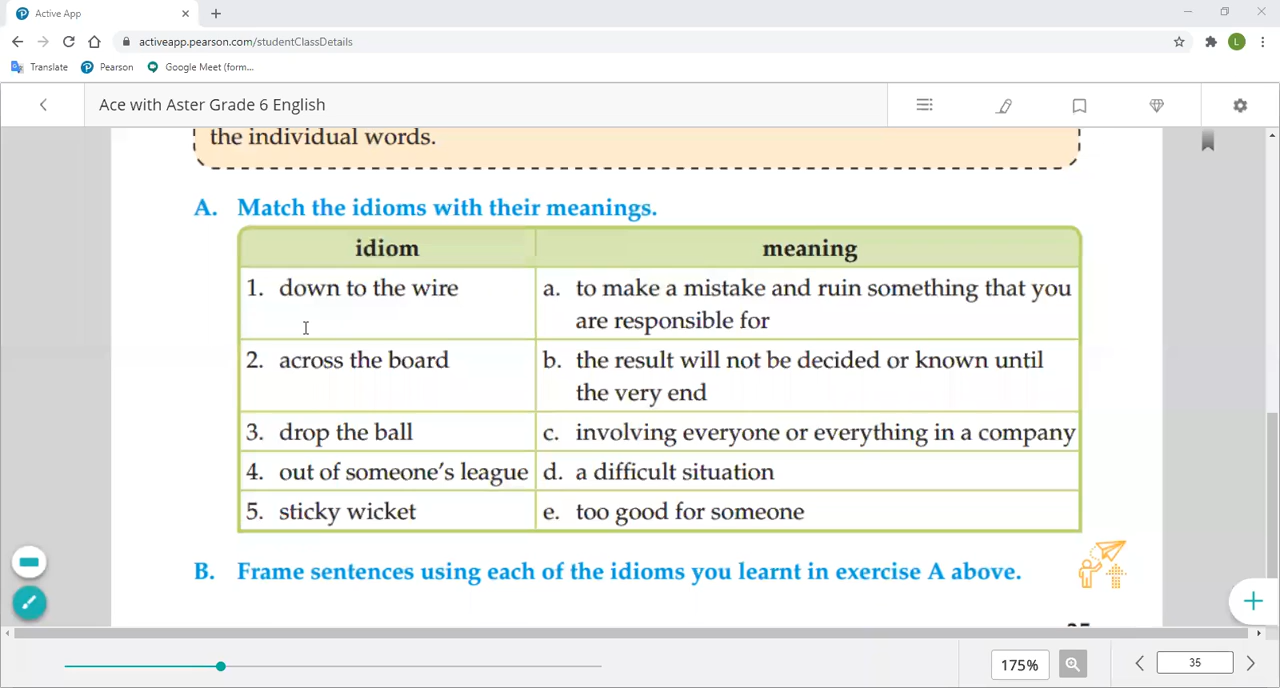 Active App
activeapp.pearson.com/studentClassDetails
L
Translate
Pearson
Google Meet (form...
Ace with Aster Grade 6 English
the individual words.
A. Match the idioms with their meanings.
idiom meaning
1. down to the wire
a. to make a mistake and ruin something that you
are responsible for
2. across the board
b. the result will not be decided or known until
the very end
3. drop the ball
c. involving everyone or everything in a company
4. out of someone's league
d. a difficult situation
5. sticky wicket
e. too good for someone
B. Frame sentences using each of the idioms you learnt in exercise A above.
175%
35